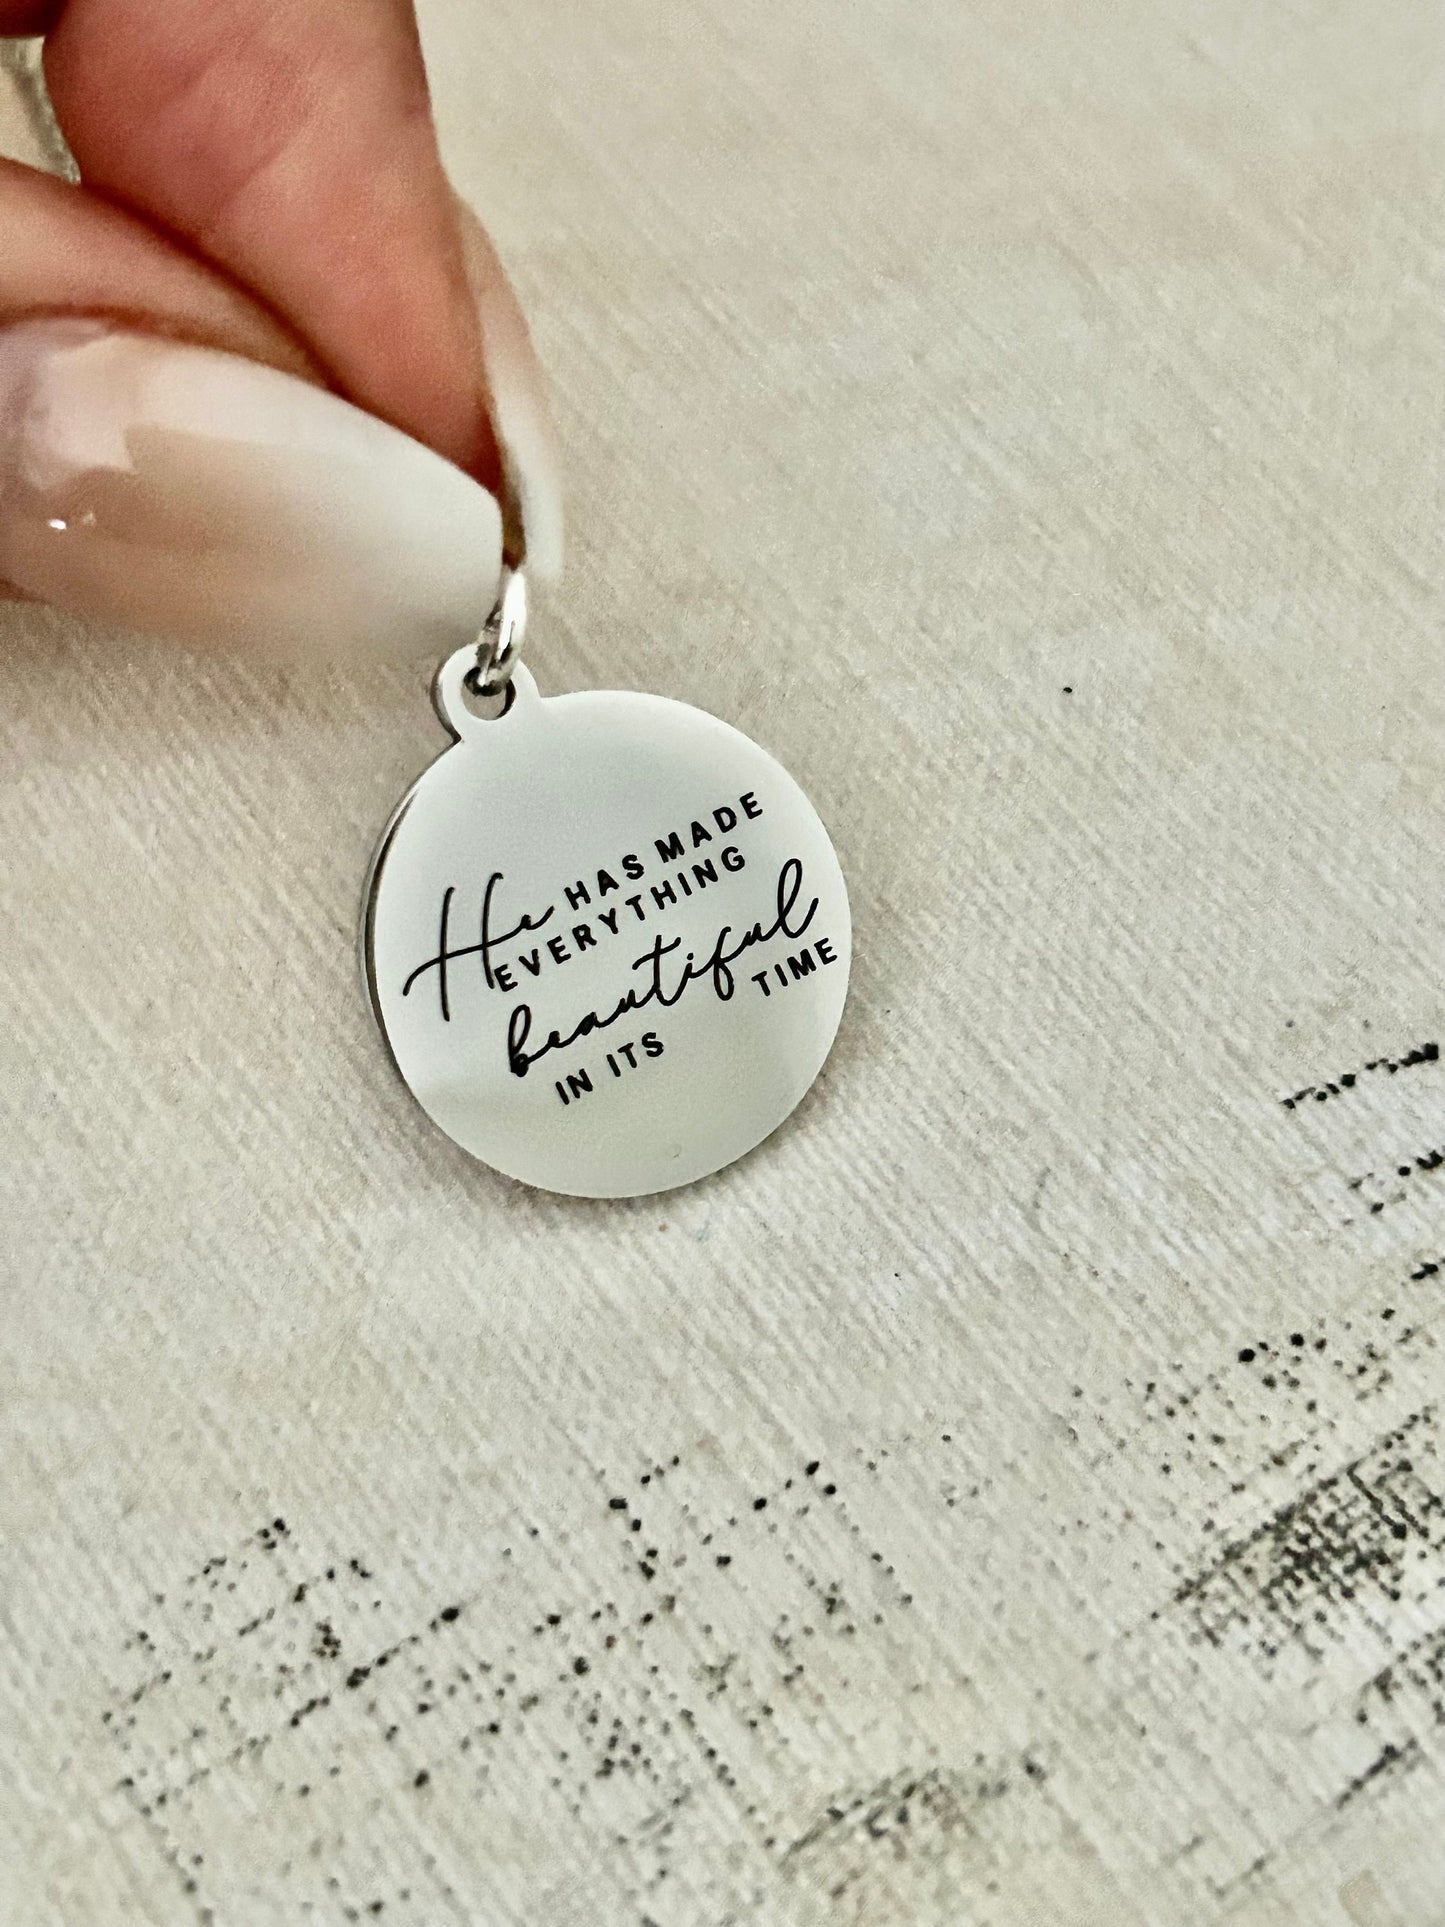 He HAS MADE
EVERYTHING
beautiful
IN ITS TIME